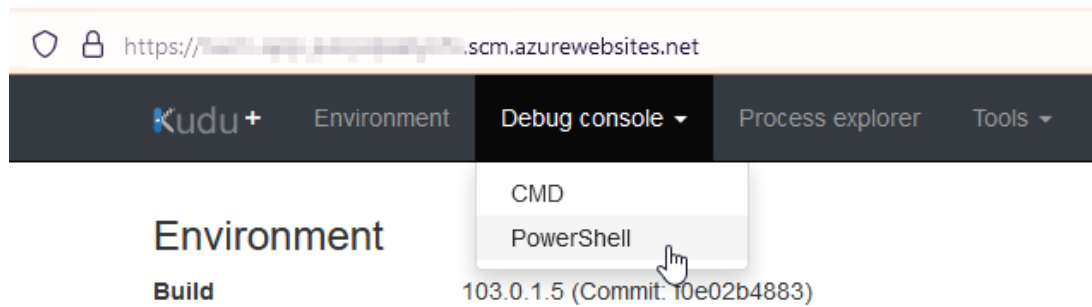 https:// .scm.azurewebsites.net
Kudu + Environment Debug console Process explorer Tools
CMD
PowerShell
Environment
Build 103.0.1.5 (Commit: f0e02b4883)